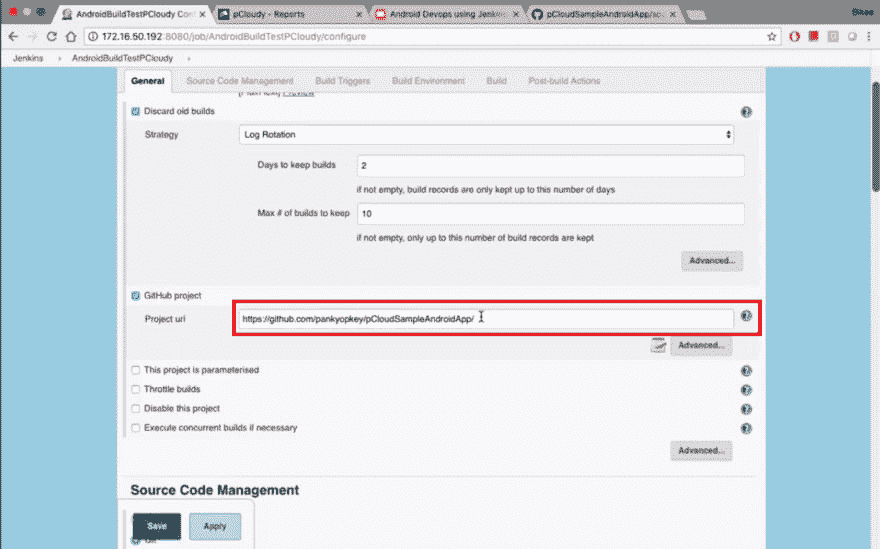 AndroidBuildTestPCloudy Con
pCloudy - Reports
Android Devops using Jenkin
pCloudSampleAndroidApp/
172.16.50.192:8080/job/AndroidBuildTestPCloudy/configure
Jenkins › AndroidBuildTestPCloudy ›
General Source Code Management Build Triggers Build Environment Build Post-build Actions
[Plain text] Preview
Discard old builds
Strategy Log Rotation
Days to keep builds 2
if not empty, build records are only kept up to this number of days
Max # of builds to keep 10
if not empty, only up to this number of build records are kept
Advanced...
GitHub project
Project url https://github.com/pankyopkey/pCloudSampleAndroidApp/
Advanced...
This project is parameterised
Throttle builds
Disable this project
Execute concurrent builds if necessary
Advanced...
Source Code Management
Save Apply